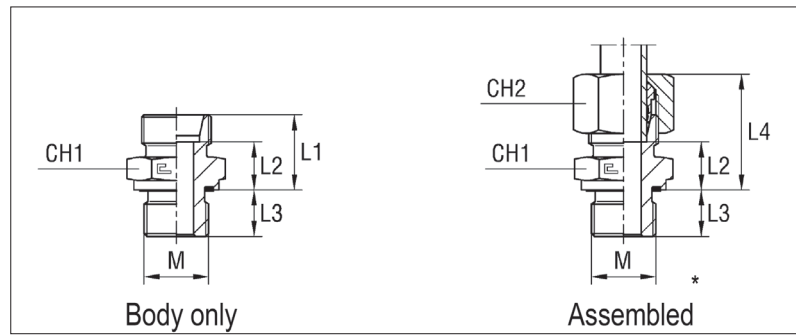 CH1
L1
L2
L3
M
Body only
CH2
CH1
L4
L2
L3
M
*
Assembled